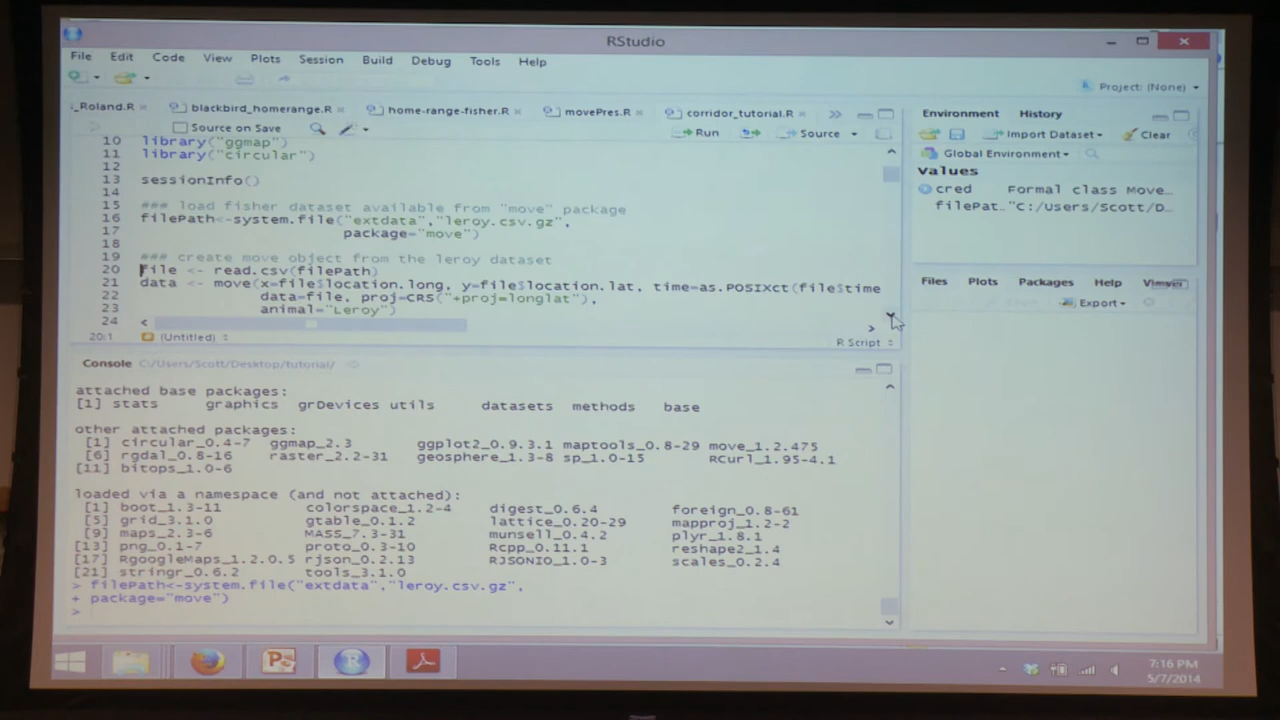 RStudio
File Edit Code View Plots Session Build Debug Tools Help
Project: (None)
_Roland.R blackbird_homerange.R home-range-fisher.R movePres.R corridor_tutorial.R
Source on Save Run Source
10 library("ggmap")
11 library("circular")
12
13 sessionInfo()
14
15 ### load fisher dataset available from "move" package
16 filePath<-system.file("extdata","leroy.csv.gz",
17 package="move")
18
19 ### create move object from the leroy dataset
20 file <- read.csv(filePath)
21 data <- move(x=file$location.long, y=file$location.lat, time=as.POSIXct(file$time
22 data=file, proj=CRS("+proj=longlat"),
23 animal="Leroy")
24
20:1 (Untitled) R Script
Console C:/Users/Scott/Desktop/tutorial/
attached base packages:
[1] stats graphics grDevices utils datasets methods base
other attached packages:
[1] circular_0.4-7 ggmap_2.3 ggplot2_0.9.3.1 maptools_0.8-29 move_1.2.475
[6] rgdal_0.8-16 raster_2.2-31 geosphere_1.3-8 sp_1.0-15 RCurl_1.95-4.1
[11] bitops_1.0-6
loaded via a namespace (and not attached):
[1] boot_1.3-11 colorspace_1.2-4 digest_0.6.4 foreign_0.8-61
[5] grid_3.1.0 gtable_0.1.2 lattice_0.20-29 mapproj_1.2-2
[9] maps_2.3-6 MASS_7.3-31 munsell_0.4.2 plyr_1.8.1
[13] png_0.1-7 proto_0.3-10 Rcpp_0.11.1 reshape2_1.4
[17] RgoogleMaps_1.2.0.5 rjson_0.2.13 RJSONIO_1.0-3 scales_0.2.4
[21] stringr_0.6.2 tools_3.1.0
> filePath<-system.file("extdata","leroy.csv.gz",
+ package="move")
>
Environment History
Import Dataset Clear
Global Environment
Values
cred Formal class Move…
filePat… "C:/Users/Scott/D…
Files Plots Packages Help Viewer
Export
7:16 PM
5/7/2014